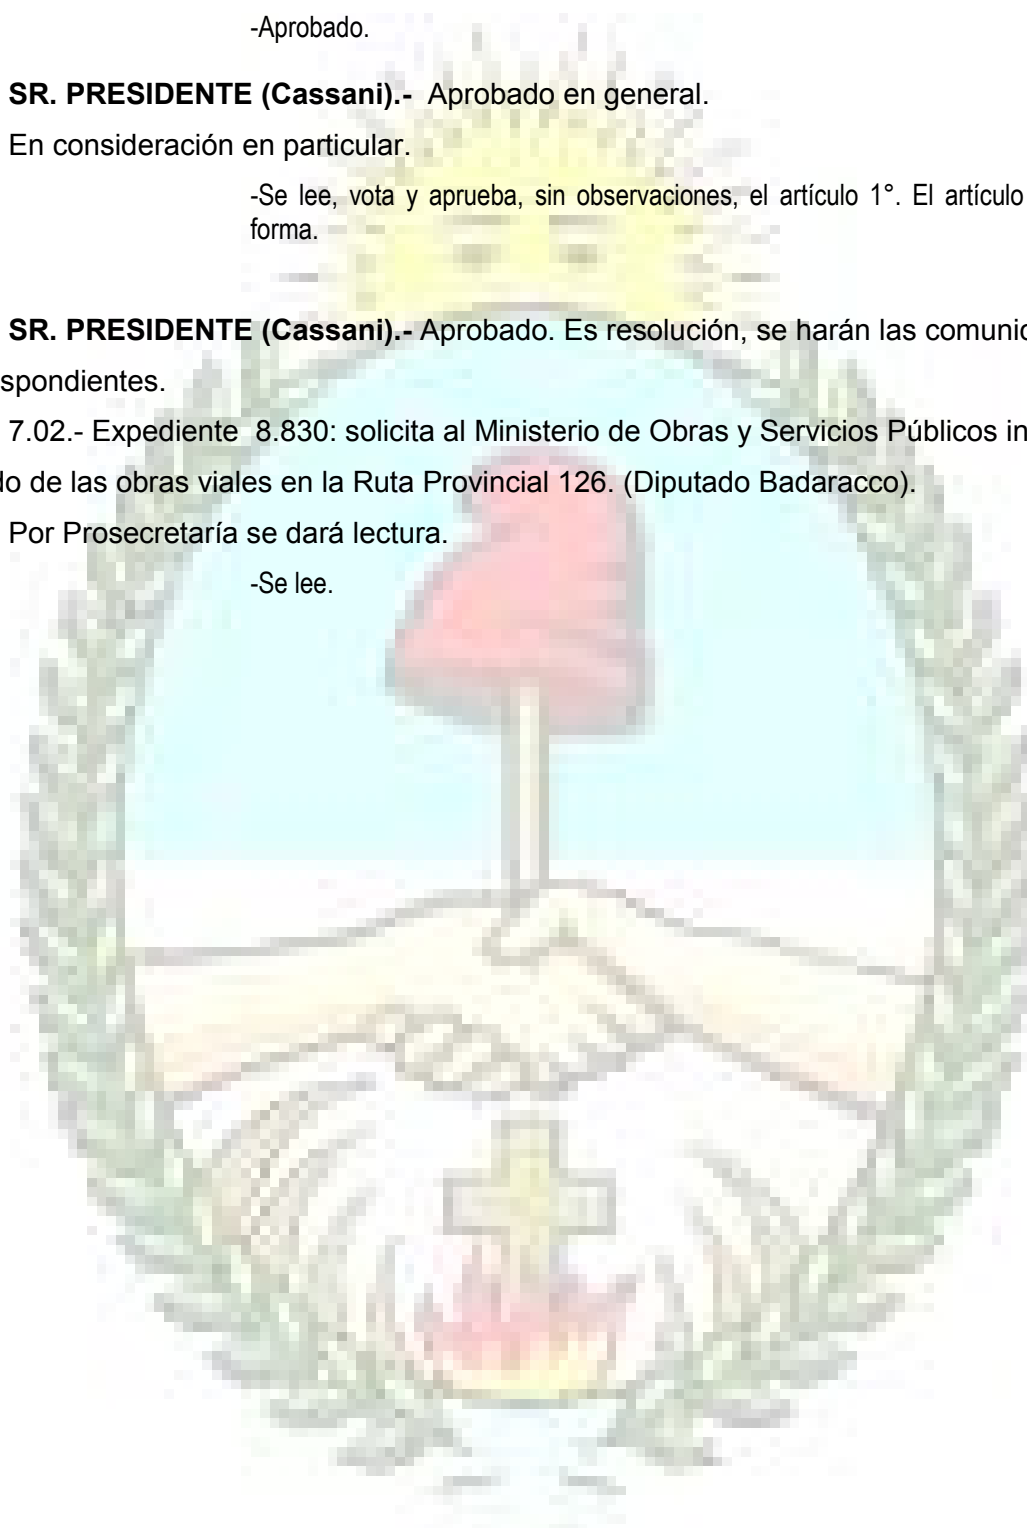 -Aprobado.
SR. PRESIDENTE (Cassani).- Aprobado en general.
En consideración en particular.
-Se lee, vota y aprueba, sin observaciones, el artículo 1°. El artículo
forma.
SR. PRESIDENTE (Cassani).- Aprobado. Es resolución, se harán las comunic
spondientes.
7.02.- Expediente 8.830: solicita al Ministerio de Obras y Servicios Públicos in
do de las obras viales en la Ruta Provincial 126. (Diputado Badaracco).
Por Prosecretaría se dará lectura.
-Se lee.